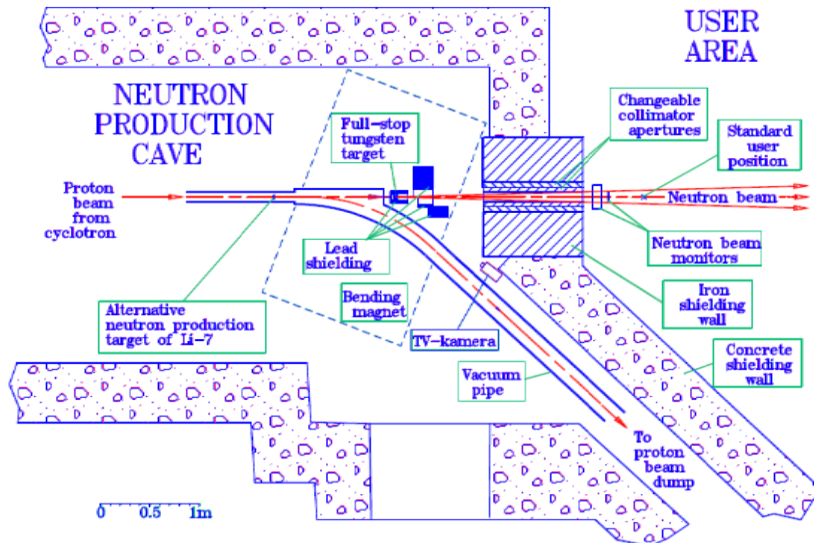 USER
AREA
NEUTRON
PRODUCTION
CAVE
Full-stop
tungsten
target
Changeable
collimator
apertures
Standard
user
position
Proton
beam
from
cyclotron
Neutron beam
Lead
shielding
Neutron beam
monitors
Bending
magnet
Iron
shielding
wall
Alternative
neutron production
target of Li-7
TV-kamera
Vacuum
pipe
Concrete
shielding
wall
To
proton
beam
dump
0 0.5 1m